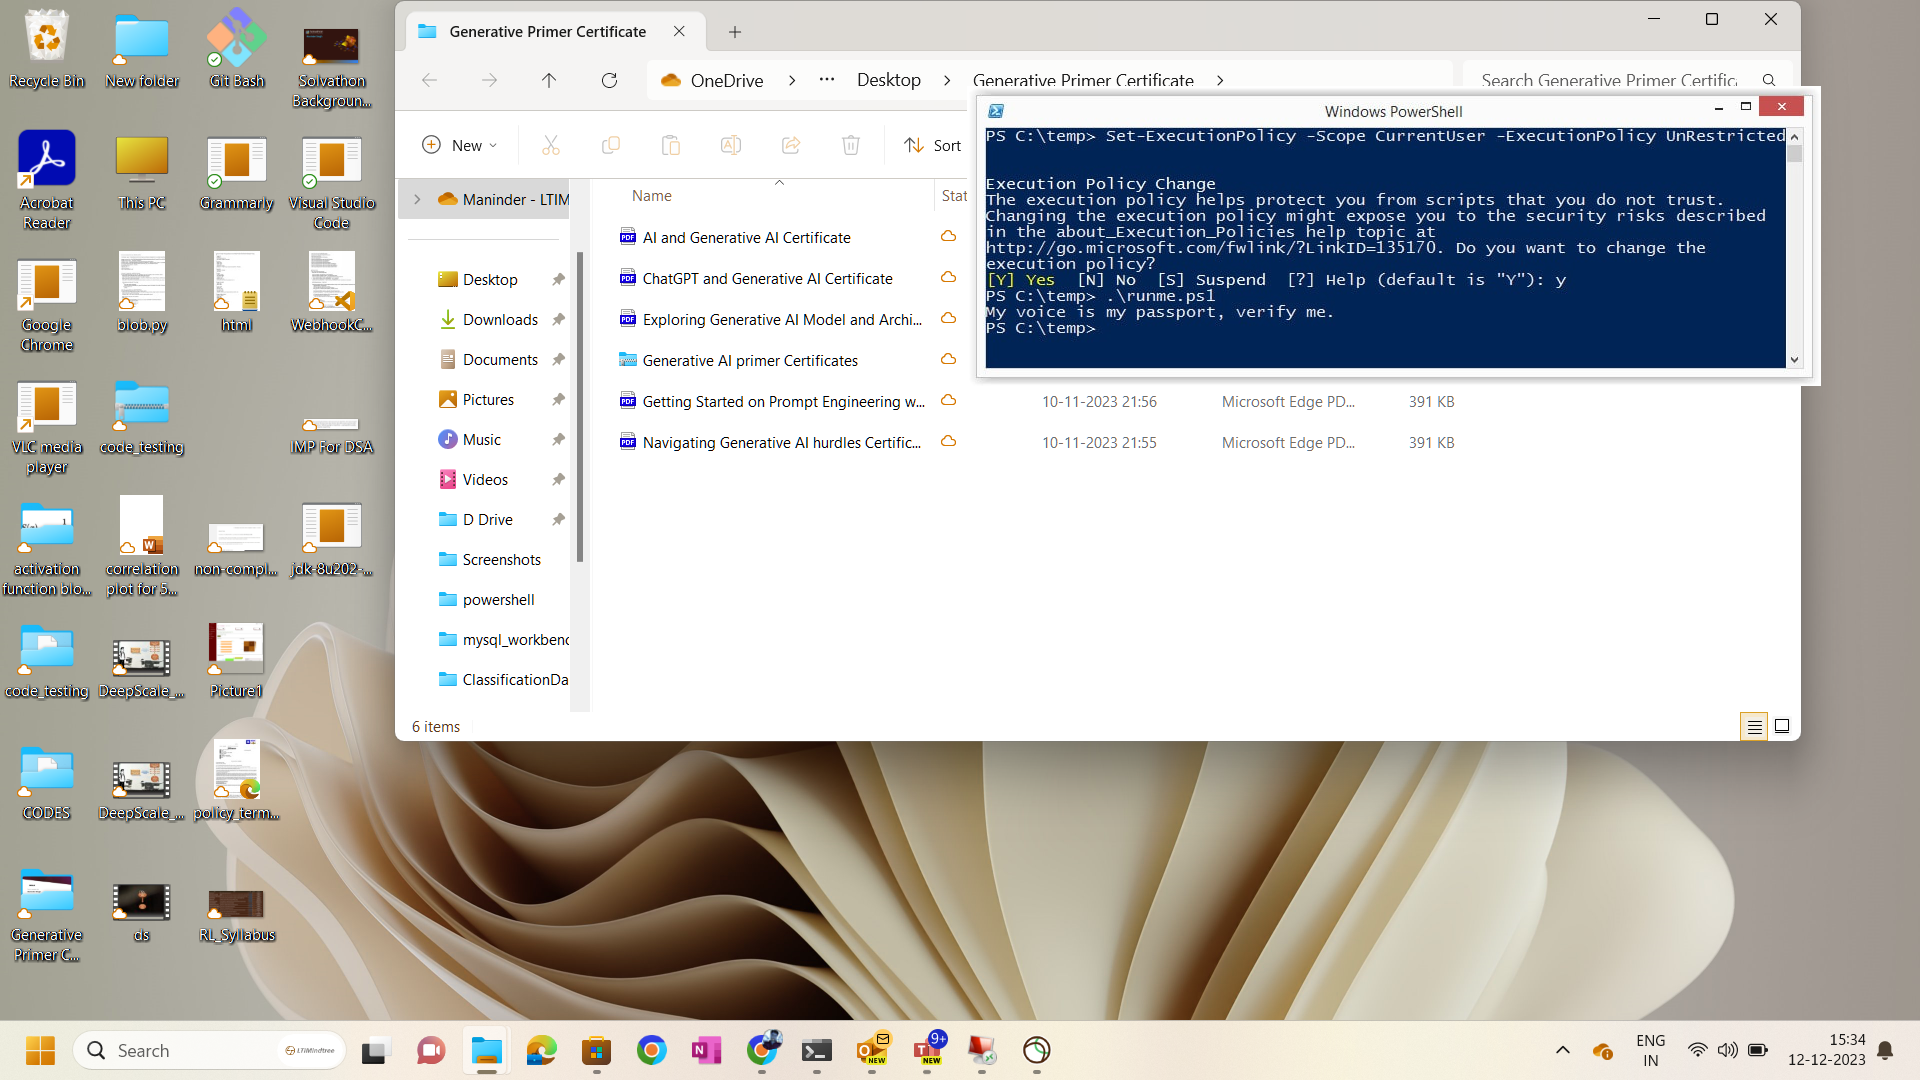 Recycle Bin
New folder
Git Bash
Solvathon
Backgroun...
Acrobat
Reader
This PC
Grammarly
Visual Studio
Code
Google
Chrome
blob.py
html
WebhookC...
VLC media
player
code_testing
IMP For DSA
activation
function blo...
correlation
plot for 5...
non-compl...
jdk-8u202-...
code_testing
DeepScale_...
Picture1
CODES
DeepScale_...
policy_term...
Generative
Primer C...
ds
RL_Syllabus
Generative Primer Certificate
OneDrive > ... Desktop > Generative Primer Certificate >
Search Generative Primer Certific
New
Sort
Maninder - LTIM
Desktop
Downloads
Documents
Pictures
Music
Videos
D Drive
Screenshots
powershell
mysql_workbenc
ClassificationDa
Name
Stat
AI and Generative AI Certificate
ChatGPT and Generative AI Certificate
Exploring Generative AI Model and Archi...
Generative AI primer Certificates
Getting Started on Prompt Engineering w... 10-11-2023 21:56 Microsoft Edge PD... 391 KB
Navigating Generative AI hurdles Certific... 10-11-2023 21:55 Microsoft Edge PD... 391 KB
6 items
Windows PowerShell
PS C:\temp> Set-ExecutionPolicy -Scope CurrentUser -ExecutionPolicy UnRestricted
Execution Policy Change
The execution policy helps protect you from scripts that you do not trust.
Changing the execution policy might expose you to the security risks described
in the about_Execution_Policies help topic at
http://go.microsoft.com/fwlink/?LinkID=135170. Do you want to change the
execution policy?
[Y] Yes [N] No [S] Suspend [?] Help (default is "Y"): y
PS C:\temp> .\runme.ps1
My voice is my passport, verify me.
PS C:\temp>
Search
LTIMindtree
NEW
9+
NEW
ENG
IN
15:34
12-12-2023